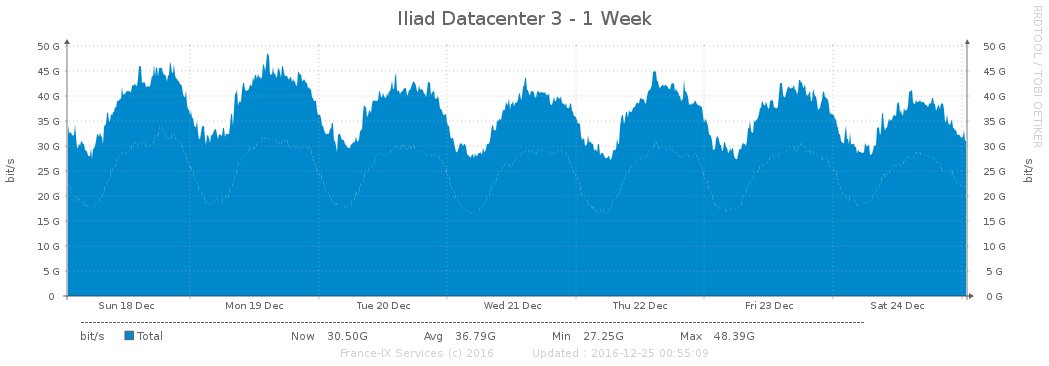 Iliad Datacenter 3 - 1 Week
RRDTOOL / TOBI OETIKER
50 G 50 G
45 G 45 G
40 G 40 G
35 G 35 G
30 G 30 G
25 G 25 G
20 G 20 G
15 G 15 G
10 G 10 G
5 G 5 G
0 0 G
bit/s bit/s
Sun 18 Dec Mon 19 Dec Tue 20 Dec Wed 21 Dec Thu 22 Dec Fri 23 Dec Sat 24 Dec
bit/s Total Now 30.50G Avg 36.79G Min 27.25G Max 48.39G
France-IX Services (c) 2016 Updated : 2016-12-25 00:55:09